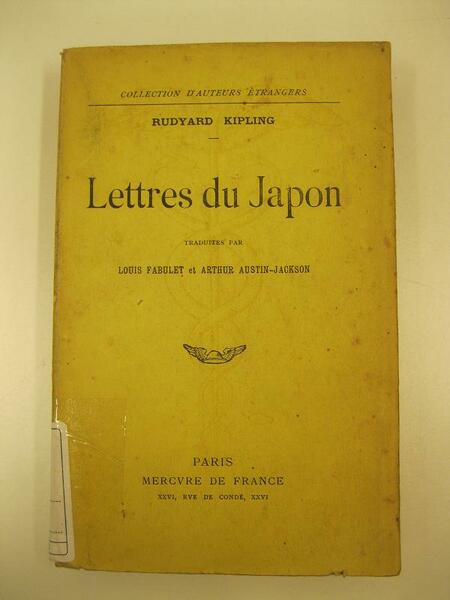 COLLECTION D'AUTEURS ÉTRANGERS
RUDYARD KIPLING
Lettres du Japon
TRADUITES PAR
LOUIS FABULET et ARTHUR AUSTIN-JACKSON
PARIS
MERCVRE DE FRANCE
XXVI, RVE DE CONDÉ, XXVI